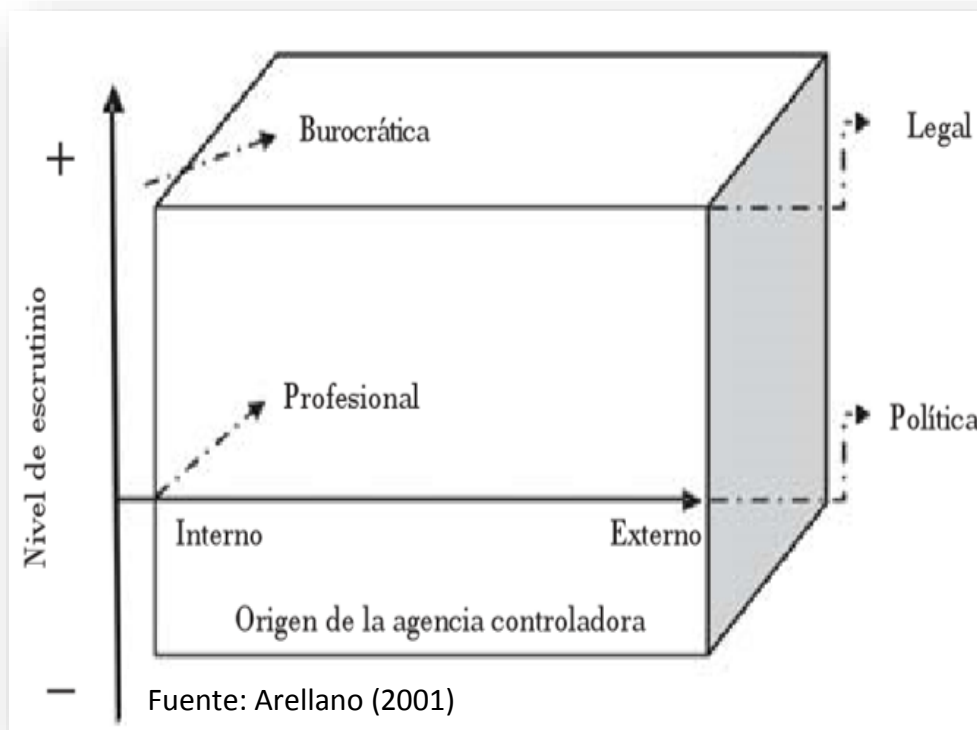 Burocrática
Legal
+
Nivel de escrutinio
Profesional
Política
Interno
Externo
Origen de la agencia controladora
–
Fuente: Arellano (2001)